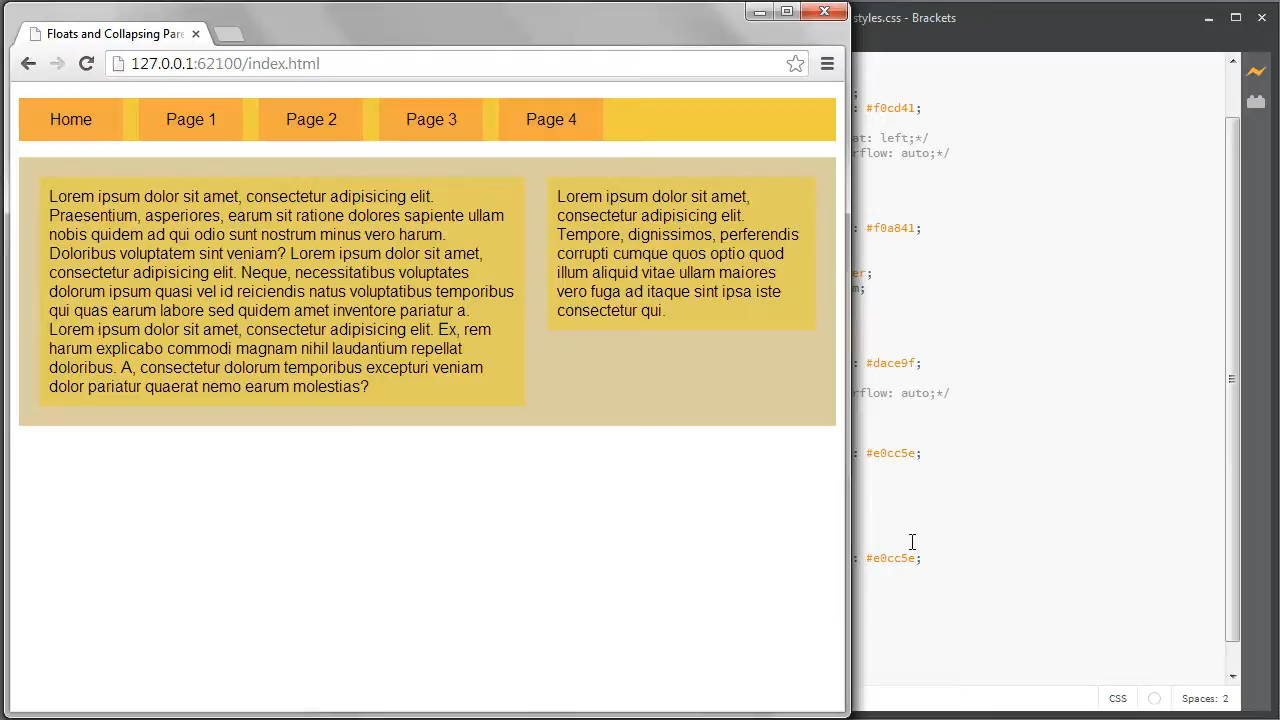 Floats and Collapsing Pare
styles.css - Brackets
127.0.0.1:62100/index.html
Home Page 1 Page 2 Page 3 Page 4
Lorem ipsum dolor sit amet, consectetur adipisicing elit.
Praesentium, asperiores, earum sit ratione dolores sapiente ullam
nobis quidem ad qui odio sunt nostrum minus vero harum.
Doloribus voluptatem sint veniam? Lorem ipsum dolor sit amet,
consectetur adipisicing elit. Neque, necessitatibus voluptates
dolorum ipsum quasi vel id reiciendis natus voluptatibus temporibus
qui quas earum labore sed quidem amet inventore pariatur a.
Lorem ipsum dolor sit amet, consectetur adipisicing elit. Ex, rem
harum explicabo commodi magnam nihil laudantium repellat
doloribus. A, consectetur dolorum temporibus excepturi veniam
dolor pariatur quaerat nemo earum molestias?
Lorem ipsum dolor sit amet,
consectetur adipisicing elit.
Tempore, dignissimos, perferendis
corrupti cumque quos optio quod
illum aliquid vitae ullam maiores
vero fuga ad itaque sint ipsa iste
consectetur qui.
;
: #f0cd41;
at: left;*/
rflow: auto;*/
: #f0a841;
er;
m;
: #dace9f;
rflow: auto;*/
: #e0cc5e;
: #e0cc5e;
CSS Spaces: 2